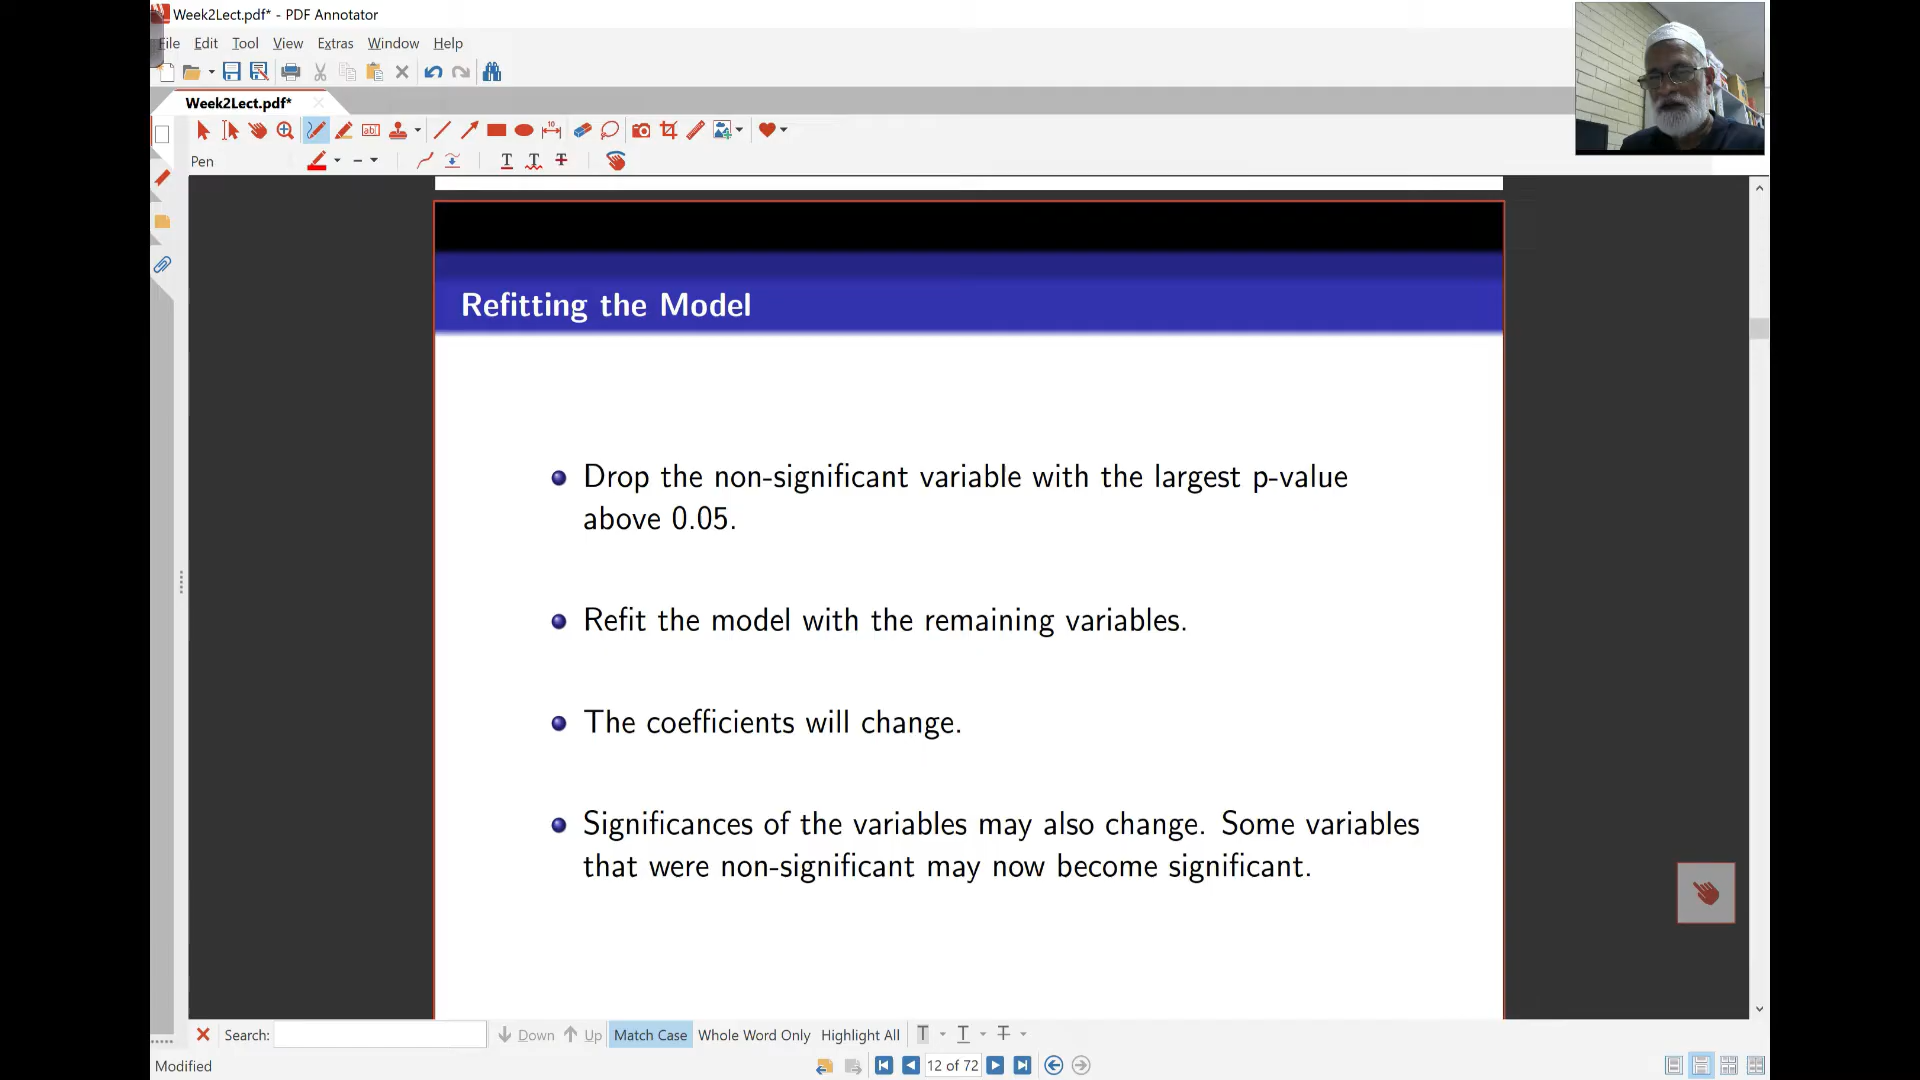 Week2Lect.pdf* - PDF Annotator
File Edit Tool View Extras Window Help
Week2Lect.pdf*
Pen
Refitting the Model
Drop the non-significant variable with the largest p-value
above 0.05.
Refit the model with the remaining variables.
The coefficients will change.
Significances of the variables may also change. Some variables
that were non-significant may now become significant.
Search: Down Up Match Case Whole Word Only Highlight All
Modified
12 of 72